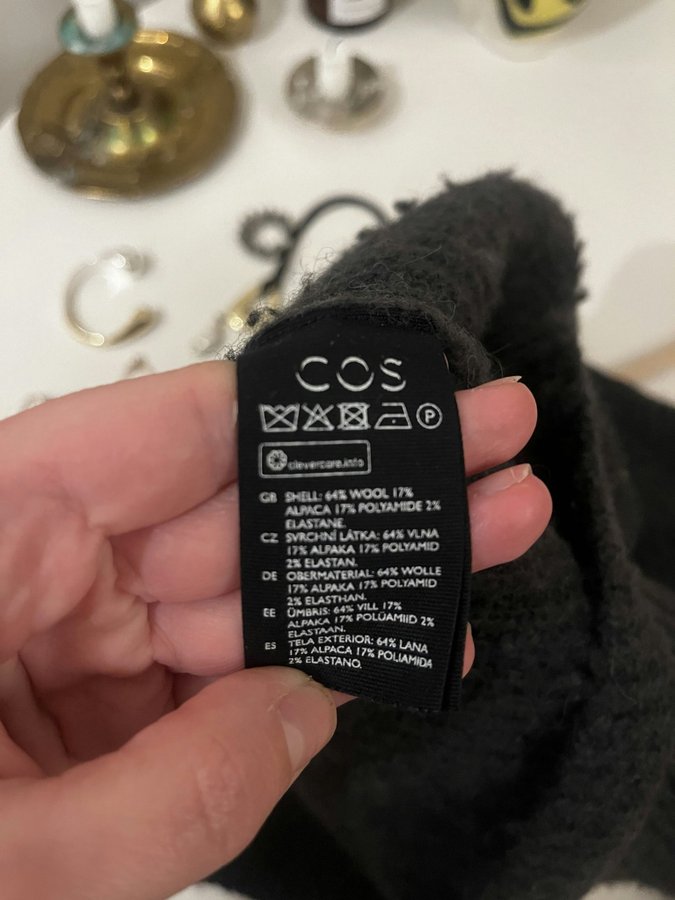 COS
P
clevercare.info
GB SHELL: 64% WOOL 17%
ALPACA 17% POLYAMIDE 2%
ELASTANE.
CZ SVRCHNÍ LÁTKA: 64% VLNA
17% ALPAKA 17% POLYAMID
2% ELASTAN.
DE OBERMATERIAL: 64% WOLLE
17% ALPAKA 17% POLYAMID
2% ELASTHAN.
EE ÜMBRIS: 64% VILL 17%
ALPAKA 17% POLÜAMIID 2%
ELASTAAN.
ES TELA EXTERIOR: 64% LANA
17% ALPACA 17% POLIAMIDA
2% ELASTANO.